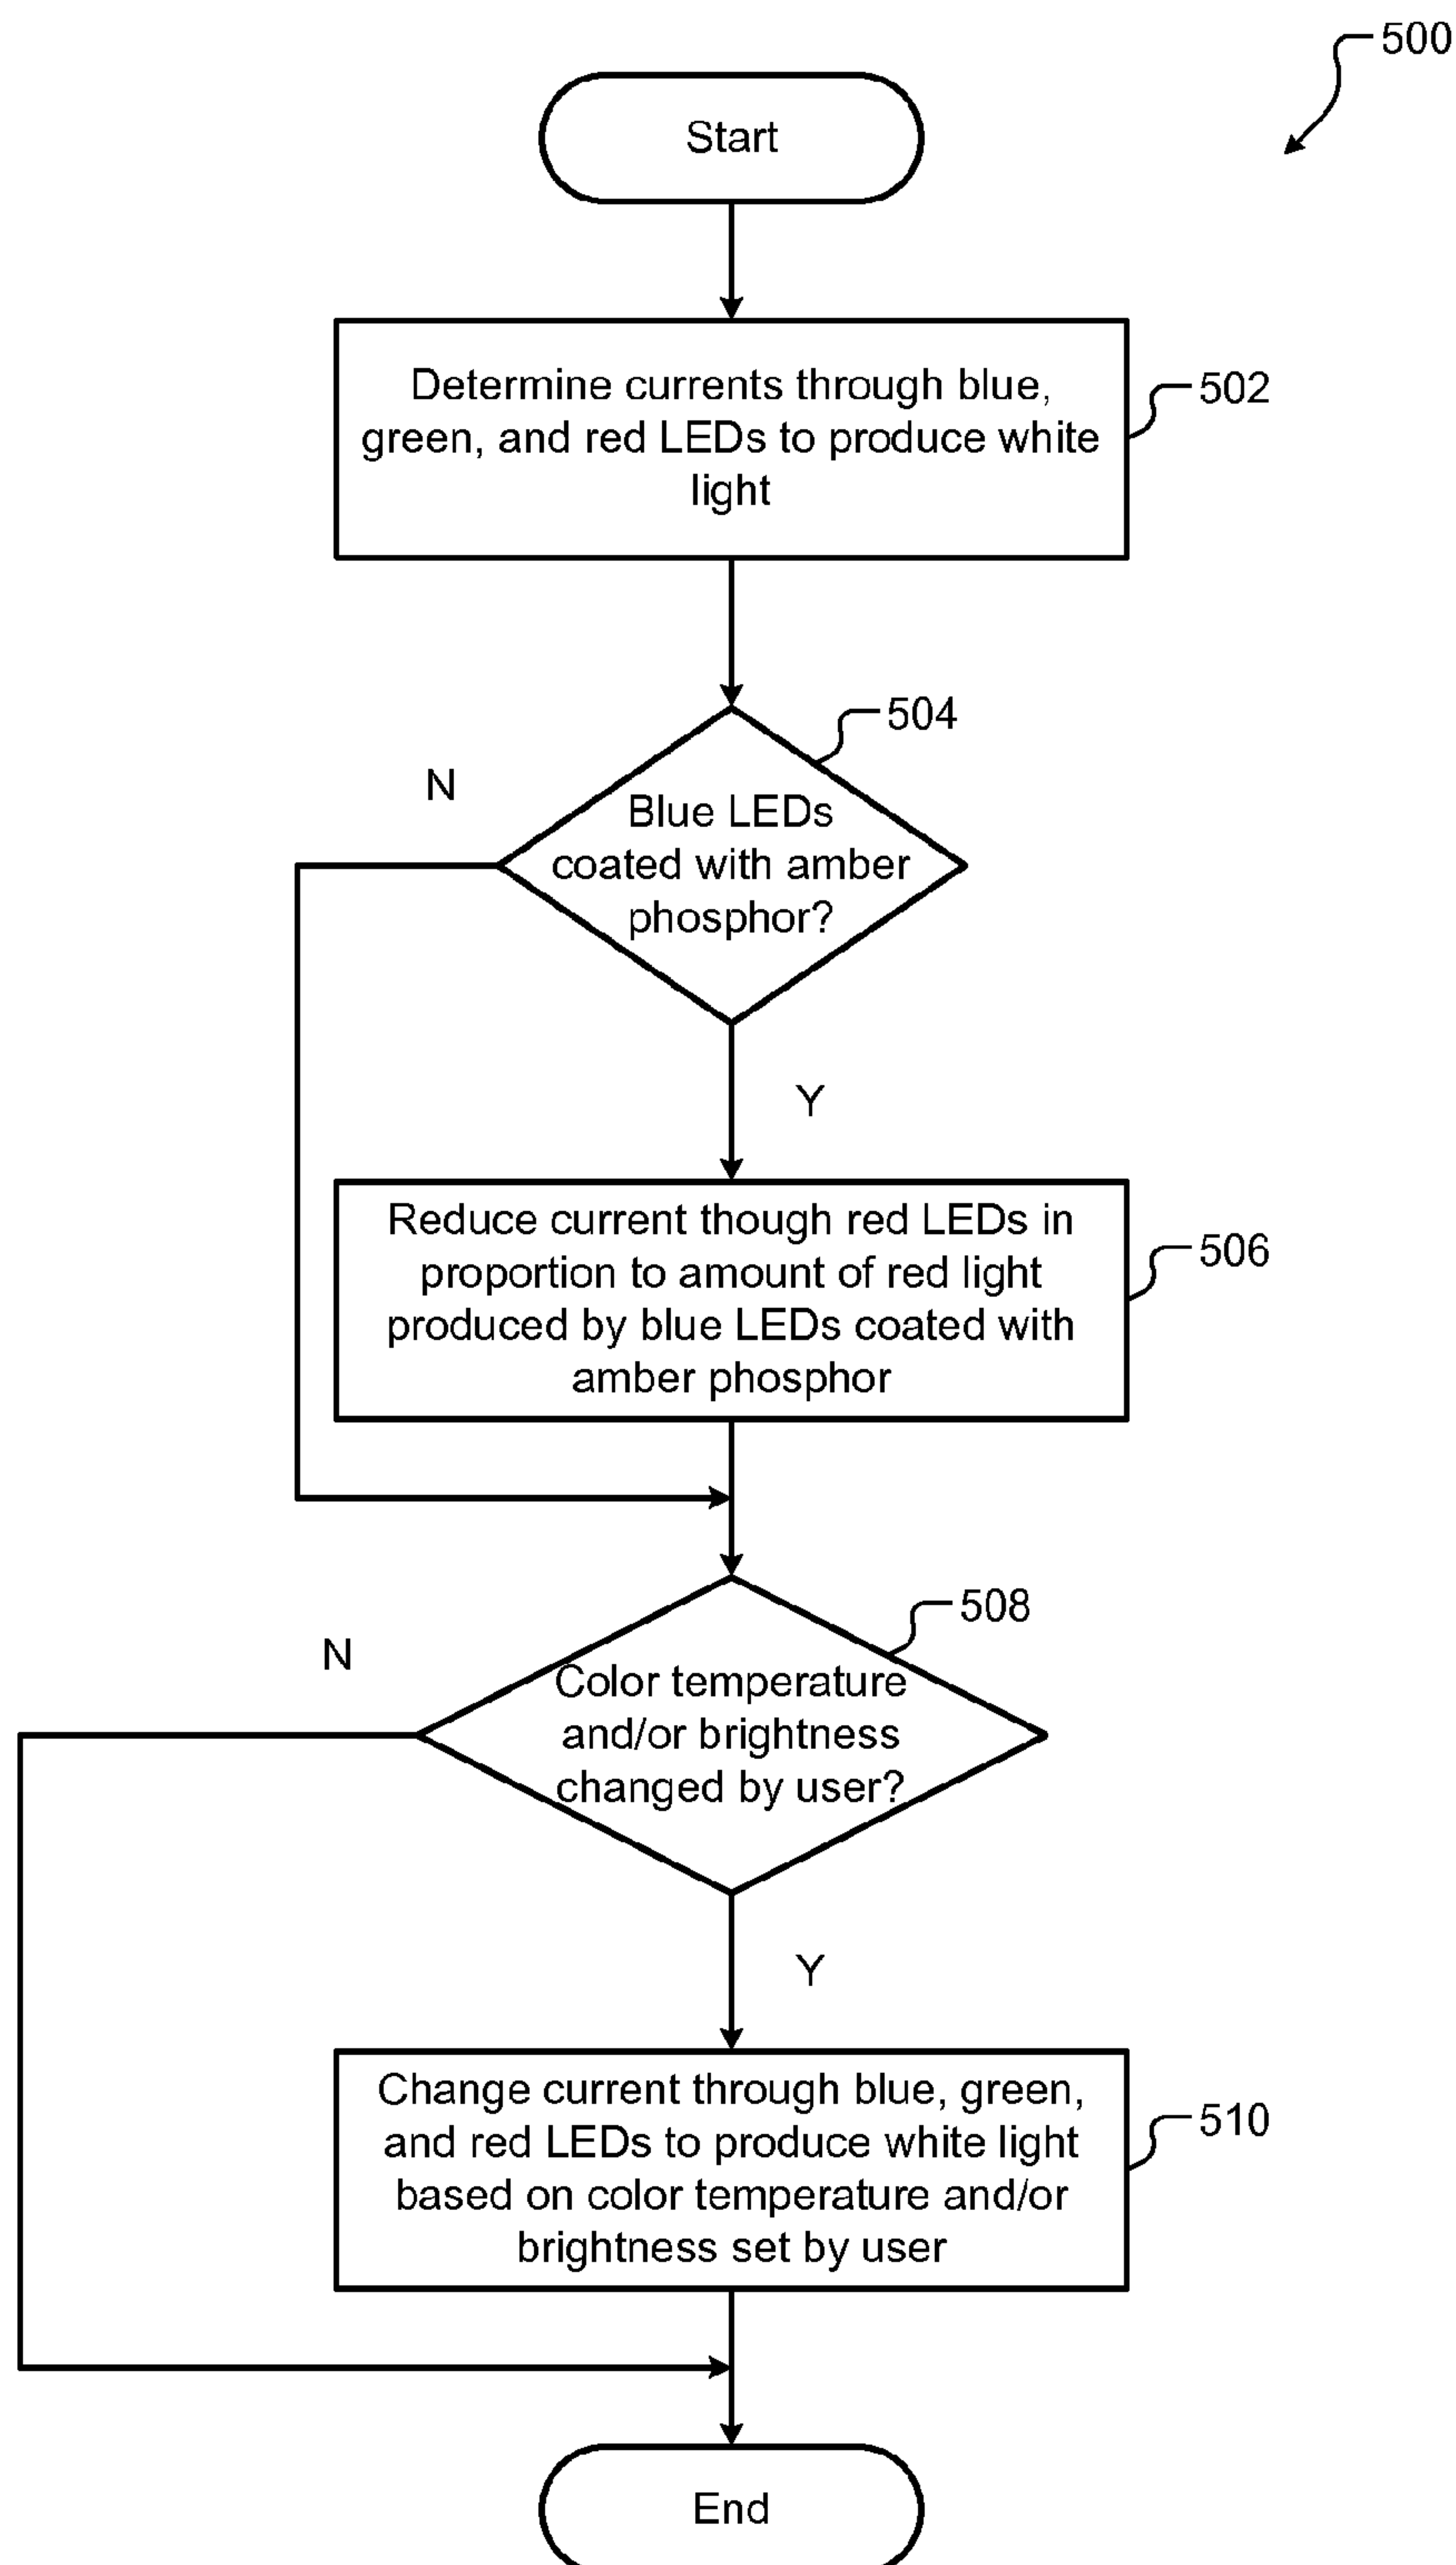 500
Start
Determine currents through blue,
green, and red LEDs to produce white
light
502
504
N
Blue LEDs
coated with amber
phosphor?
Y
Reduce current though red LEDs in
proportion to amount of red light
produced by blue LEDs coated with
amber phosphor
506
508
N
Color temperature
and/or brightness
changed by user?
Y
Change current through blue, green,
and red LEDs to produce white light
based on color temperature and/or
brightness set by user
510
End